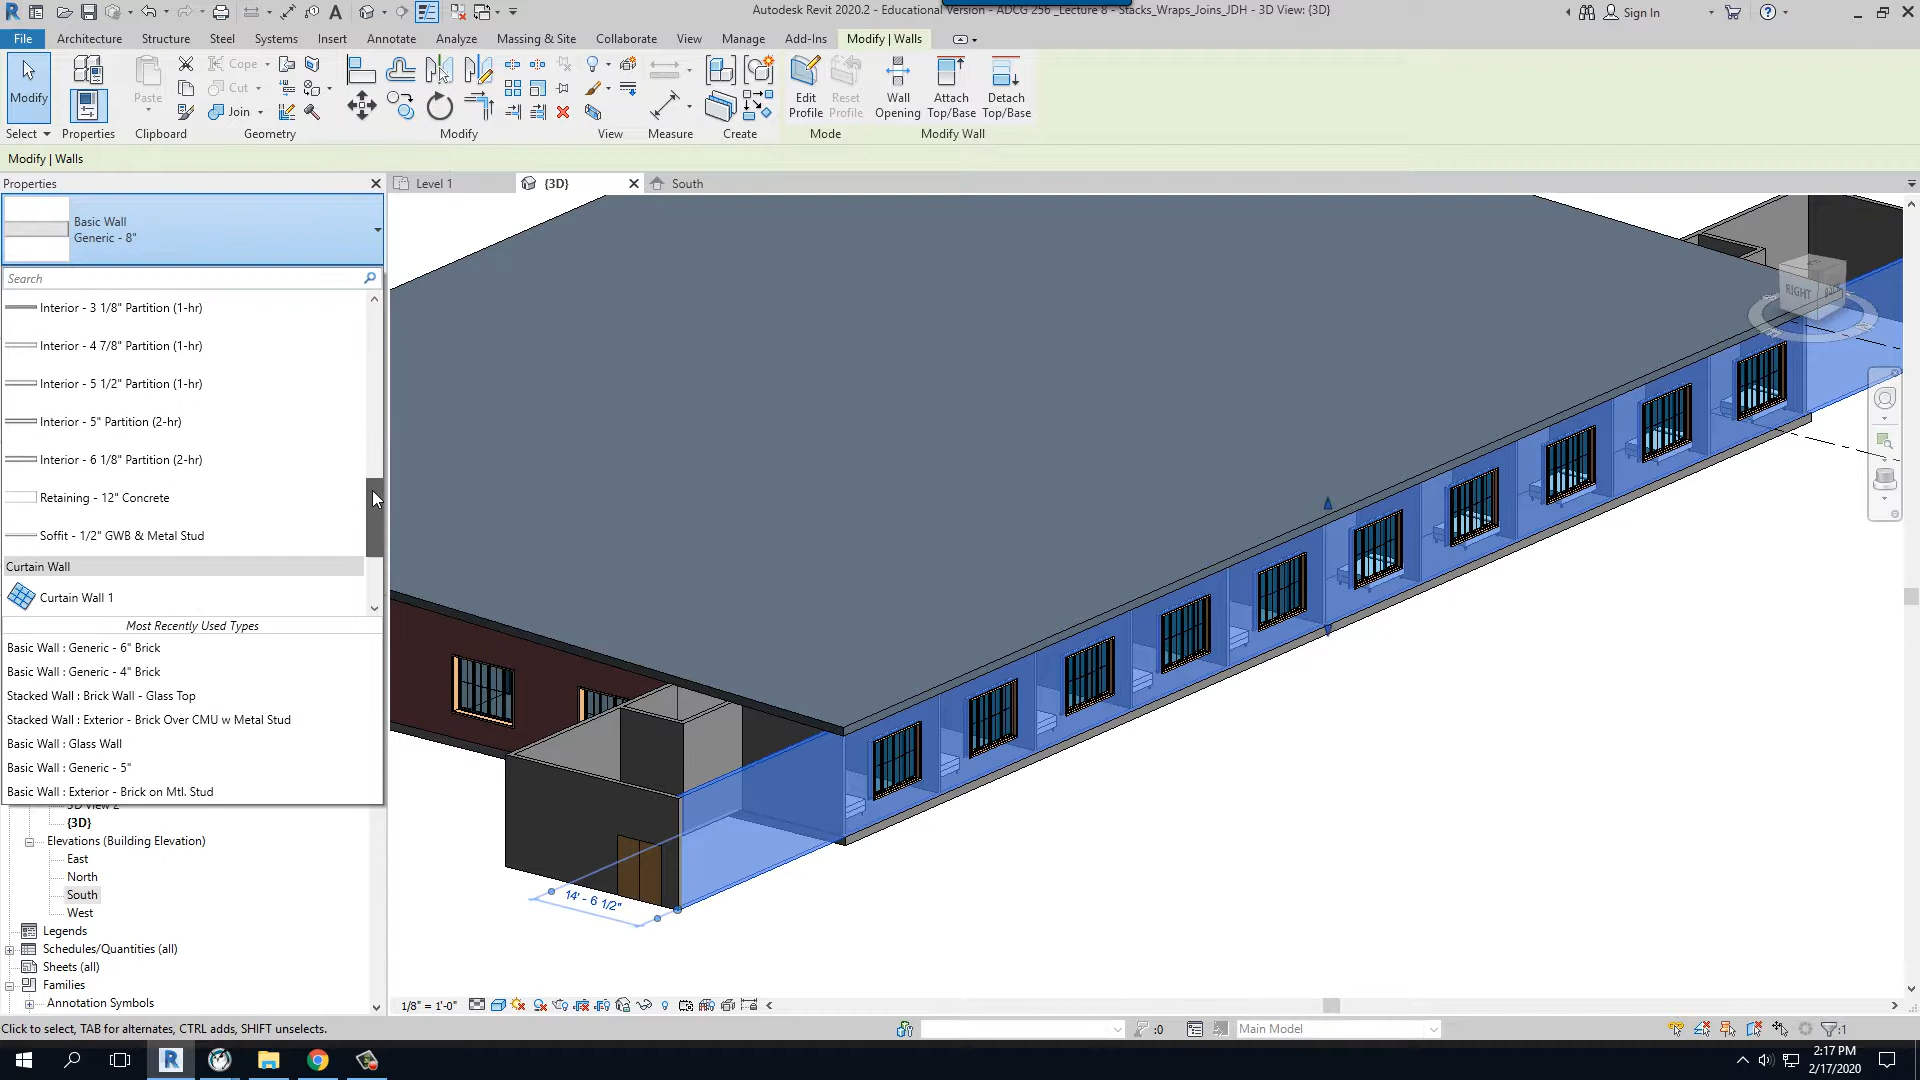 Autodesk Revit 2020.2 - Educational Version - ADCG 256 _Lecture 8 - Stacks_Wraps_Joins_JDH - 3D View: {3D}
Sign In
File Architecture Structure Steel Systems Insert Annotate Analyze Massing & Site Collaborate View Manage Add-Ins Modify | Walls
Modify
Paste
Cope
Cut
Join
Edit Profile
Reset Profile
Wall Opening
Attach Top/Base
Detach Top/Base
Select Properties Clipboard Geometry Modify View Measure Create Mode Modify Wall
Modify | Walls
Properties
Level 1
{3D}
South
Basic Wall
Generic - 8"
Search
Interior - 3 1/8" Partition (1-hr)
Interior - 4 7/8" Partition (1-hr)
Interior - 5 1/2" Partition (1-hr)
Interior - 5" Partition (2-hr)
Interior - 6 1/8" Partition (2-hr)
Retaining - 12" Concrete
Soffit - 1/2" GWB & Metal Stud
Curtain Wall
Curtain Wall 1
Most Recently Used Types
Basic Wall : Generic - 6" Brick
Basic Wall : Generic - 4" Brick
Stacked Wall : Brick Wall - Glass Top
Stacked Wall : Exterior - Brick Over CMU w Metal Stud
Basic Wall : Glass Wall
Basic Wall : Generic - 5"
Basic Wall : Exterior - Brick on Mtl. Stud
{3D}
Elevations (Building Elevation)
East
North
South
West
Legends
Schedules/Quantities (all)
Sheets (all)
Families
Annotation Symbols
RIGHT
14' - 6 1/2"
1/8" = 1'-0"
Click to select, TAB for alternates, CTRL adds, SHIFT unselects.
:0
Main Model
:1
2:17 PM
2/17/2020